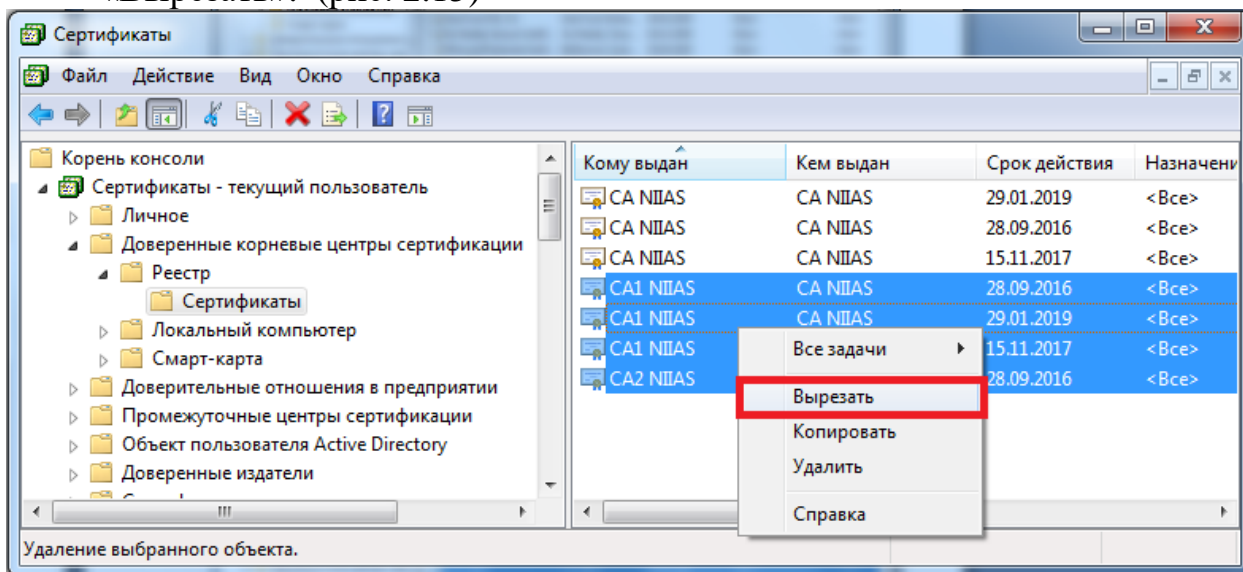 «Вырезать». (рис. 2.15)
Сертификаты
Файл Действие Вид Окно Справка
Корень консоли
Сертификаты - текущий пользователь
Личное
Доверенные корневые центры сертификации
Реестр
Сертификаты
Локальный компьютер
Смарт-карта
Доверительные отношения в предприятии
Промежуточные центры сертификации
Объект пользователя Active Directory
Доверенные издатели
Кому выдан Кем выдан Срок действия Назначени
CA NIIAS CA NIIAS 29.01.2019 <Все>
CA NIIAS CA NIIAS 28.09.2016 <Все>
CA NIIAS CA NIIAS 15.11.2017 <Все>
CA1 NIIAS CA NIIAS 28.09.2016 <Все>
CA1 NIIAS CA NIIAS 29.01.2019 <Все>
CA1 NIIAS 15.11.2017 <Все>
CA2 NIIAS 28.09.2016 <Все>
Все задачи
Вырезать
Копировать
Удалить
Справка
Удаление выбранного объекта.